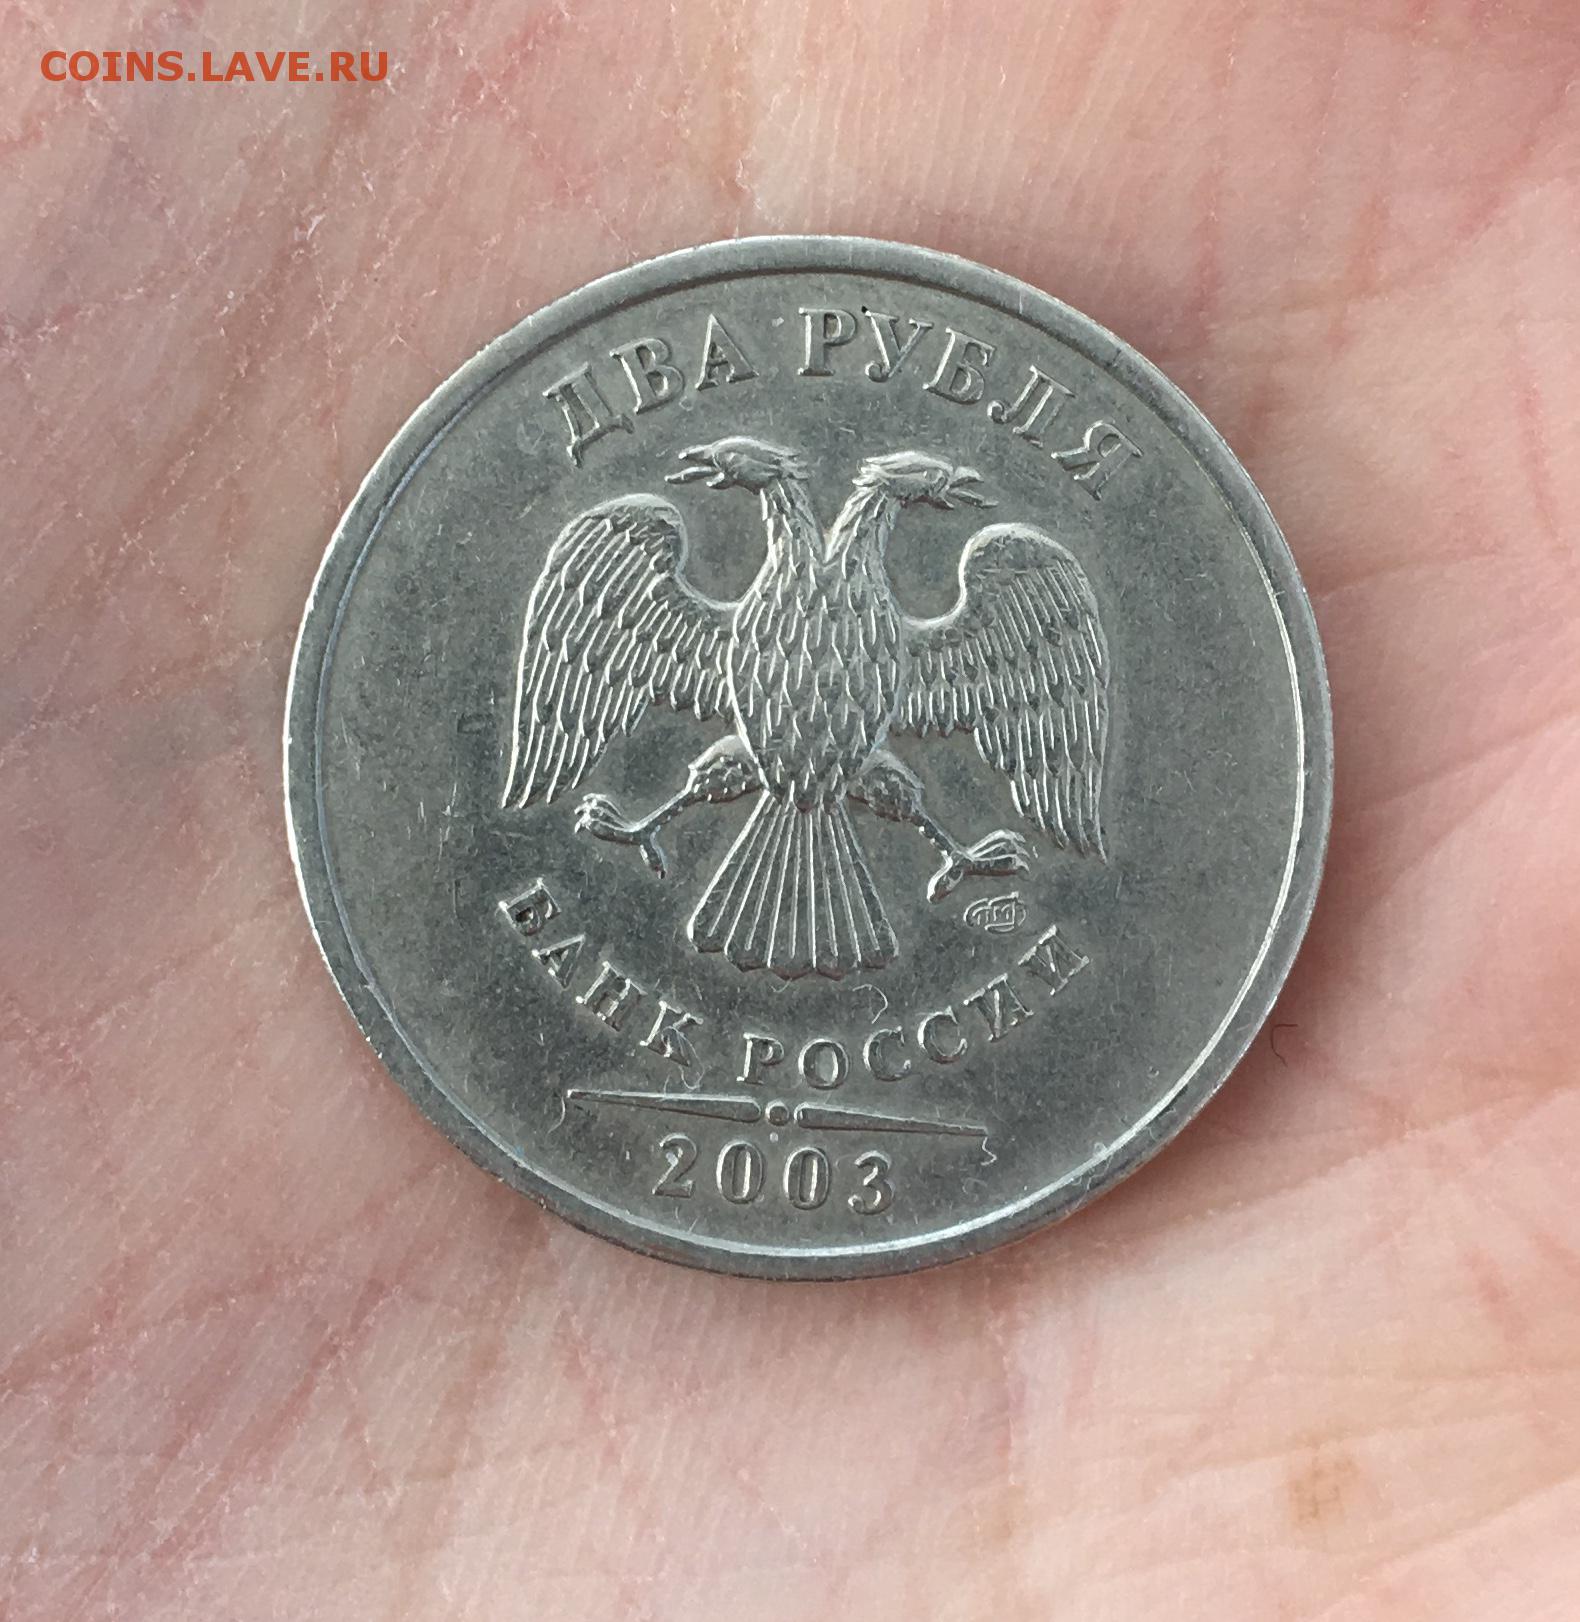 COINS.LAVE.RU
ДВА РУБЛЯ
БАНК РОССИИ
2003